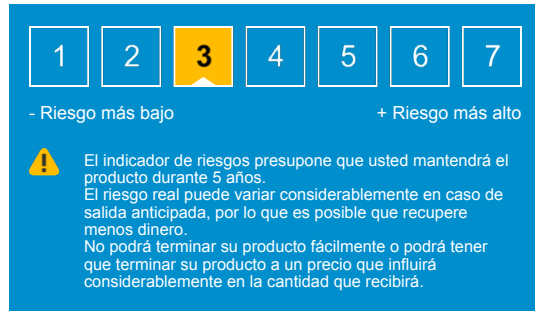 1 2 3 4 5 6 7
- Riesgo más bajo + Riesgo más alto
El indicador de riesgos presupone que usted mantendrá el
producto durante 5 años.
El riesgo real puede variar considerablemente en caso de
salida anticipada, por lo que es posible que recupere
menos dinero.
No podrá terminar su producto fácilmente o podrá tener
que terminar su producto a un precio que influirá
considerablemente en la cantidad que recibirá.